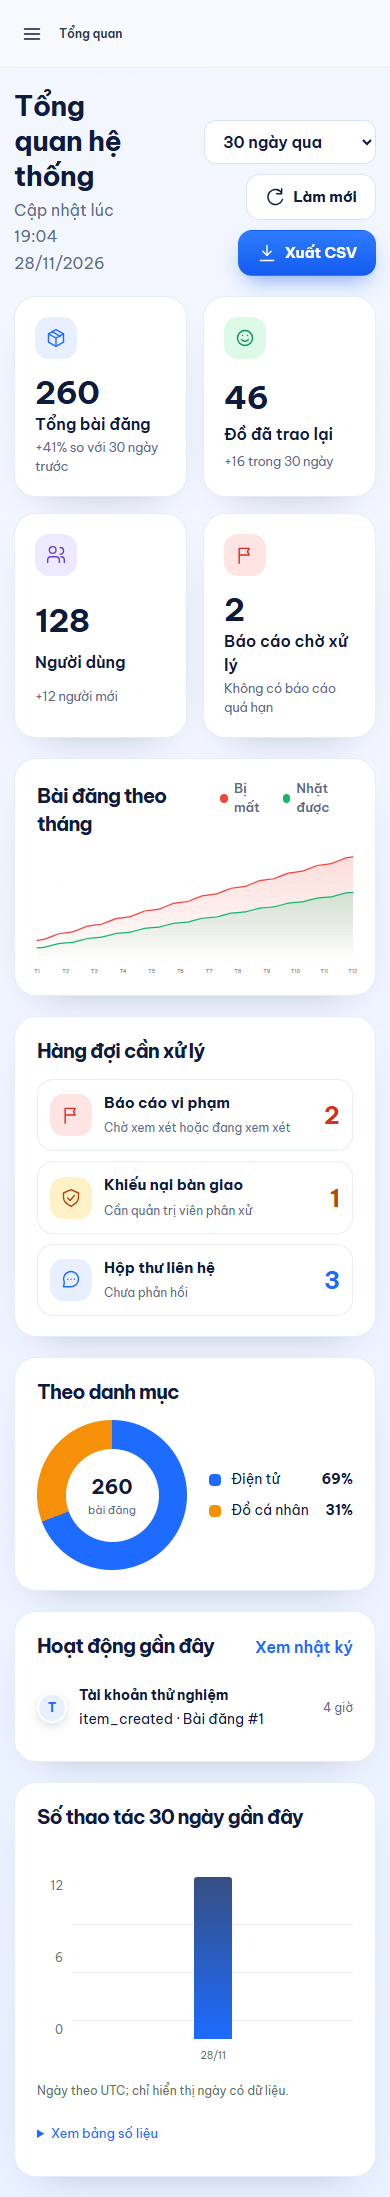 Tổng quan
Tổng
quan hệ
thống
Cập nhật lúc
19:04
28/11/2026
30 ngày qua
Làm mới
Xuất CSV
260
Tổng bài đăng
+41% so với 30 ngày
trước
46
Đồ đã trao lại
+16 trong 30 ngày
128
Người dùng
+12 người mới
2
Báo cáo chờ xử
lý
Không có báo cáo
quá hạn
Bài đăng theo
tháng
Bị
mất
Nhặt
được
T1 T2 T3 T4 T5 T6 T7 T8 T9 T10 T11 T12
Hàng đợi cần xử lý
Báo cáo vi phạm
Chờ xem xét hoặc đang xem xét
2
Khiếu nại bàn giao
Cần quản trị viên phân xử
1
Hộp thư liên hệ
Chưa phản hồi
3
Theo danh mục
260
bài đăng
Điện tử 69%
Đồ cá nhân 31%
Hoạt động gần đây Xem nhật ký
T
Tài khoản thử nghiệm
item_created · Bài đăng #1
4 giờ
Số thao tác 30 ngày gần đây
12
6
0
28/11
Ngày theo UTC; chỉ hiển thị ngày có dữ liệu.
Xem bảng số liệu